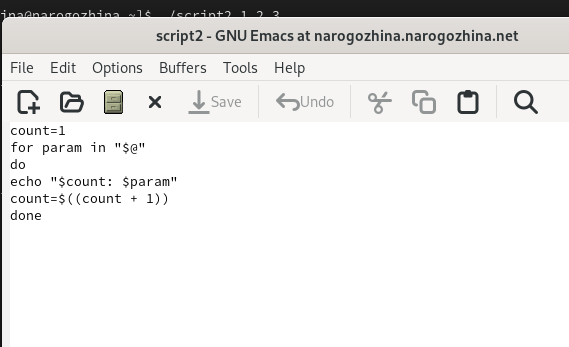 ina@narogozhina ~]$ ./script2 1 2 3
script2 - GNU Emacs at narogozhina.narogozhina.net
File Edit Options Buffers Tools Help
Save Undo
count=1
for param in "$@"
do
echo "$count: $param"
count=$((count + 1))
done